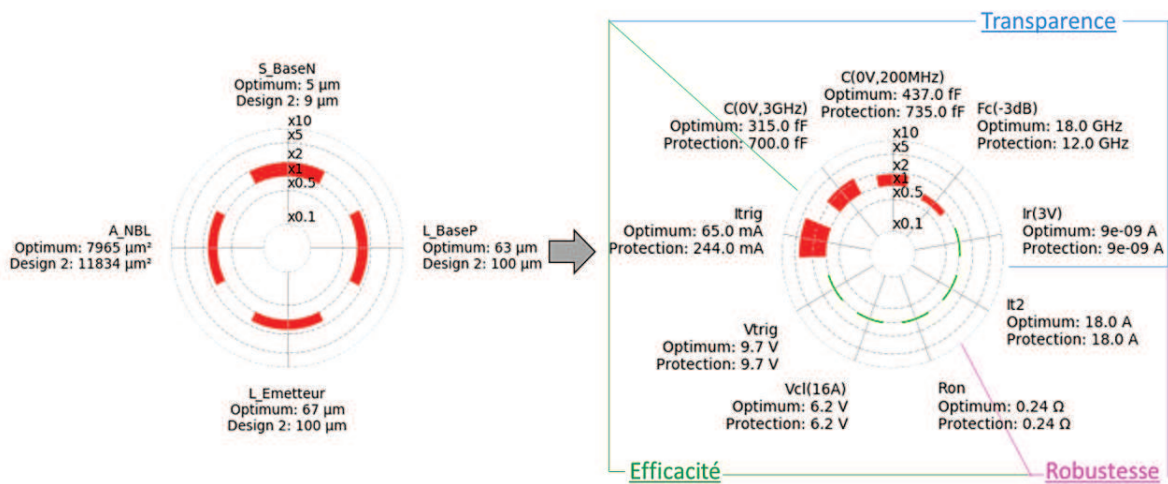 S_BaseN
Optimum: 5 µm
Design 2: 9 µm
x10
x5
x2
x1
x0.5
x0.1
A_NBL
Optimum: 7965 µm²
Design 2: 11834 µm²
L_BaseP
Optimum: 63 µm
Design 2: 100 µm
L_Emetteur
Optimum: 67 µm
Design 2: 100 µm
Transparence
C(0V,200MHz)
Optimum: 437.0 fF
Protection: 735.0 fF
C(0V,3GHz)
Optimum: 315.0 fF
Protection: 700.0 fF
Fc(-3dB)
Optimum: 18.0 GHz
Protection: 12.0 GHz
x10
x5
x2
x1
x0.5
x0.1
Itrig
Optimum: 65.0 mA
Protection: 244.0 mA
Ir(3V)
Optimum: 9e-09 A
Protection: 9e-09 A
It2
Optimum: 18.0 A
Protection: 18.0 A
Vtrig
Optimum: 9.7 V
Protection: 9.7 V
Vcl(16A)
Optimum: 6.2 V
Protection: 6.2 V
Ron
Optimum: 0.24 Ω
Protection: 0.24 Ω
Efficacité
Robustesse